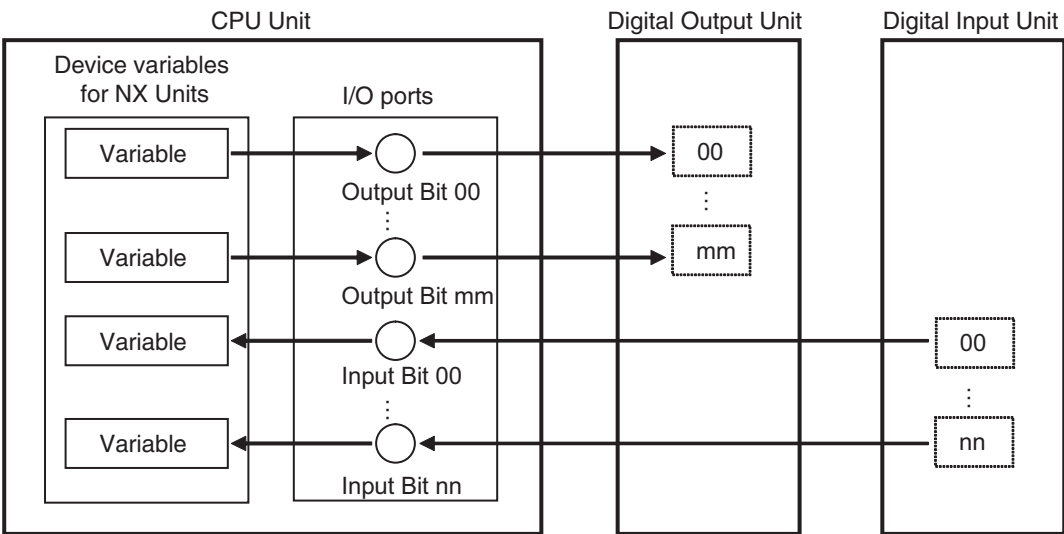 CPU Unit
Digital Output Unit
Digital Input Unit
Device variables
for NX Units
I/O ports
Variable
00
Output Bit 00
⋮
⋮
Variable
mm
Output Bit mm
Variable
00
Input Bit 00
⋮
⋮
Variable
nn
Input Bit nn